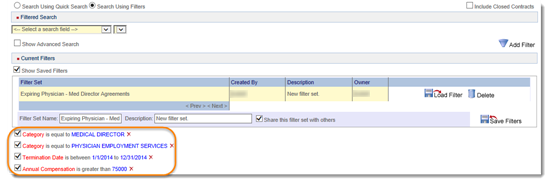 Search Using Quick Search Search Using Filters Include Closed Contracts
Filtered Search
<-- Select a search field -->
Show Advanced Search Add Filter
Current Filters
Show Saved Filters
Filter Set Created By Description Owner
Expiring Physician - Med Director Agreements New filter set. Load Filter Delete
< Prev > < Next >
Filter Set Name: Expiring Physician - Med Description: New filter set. Share this filter set with others Save Filters
Category is equal to MEDICAL DIRECTOR X
Category is equal to PHYSICIAN EMPLOYMENT SERVICES X
Termination Date is between 1/1/2014 to 12/31/2014 X
Annual Compensation is greater than 75000 X